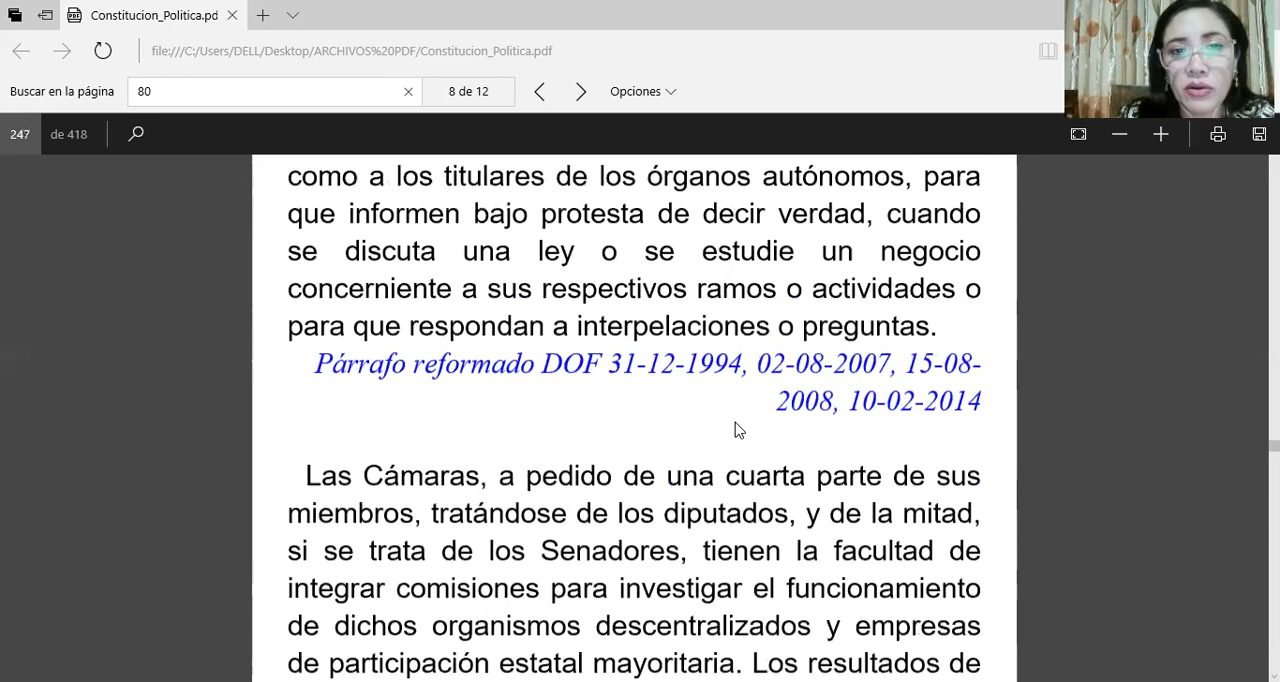 Constitucion_Politica.pd
file:///C:/Users/DELL/Desktop/ARCHIVOS%20PDF/Constitucion_Politica.pdf
Buscar en la página
80
8 de 12
Opciones
247
de 418
como a los titulares de los órganos autónomos, para
que informen bajo protesta de decir verdad, cuando
se discuta una ley o se estudie un negocio
concerniente a sus respectivos ramos o actividades o
para que respondan a interpelaciones o preguntas.
Párrafo reformado DOF 31-12-1994, 02-08-2007, 15-08-
2008, 10-02-2014
Las Cámaras, a pedido de una cuarta parte de sus
miembros, tratándose de los diputados, y de la mitad,
si se trata de los Senadores, tienen la facultad de
integrar comisiones para investigar el funcionamiento
de dichos organismos descentralizados y empresas
de participación estatal mayoritaria. Los resultados de